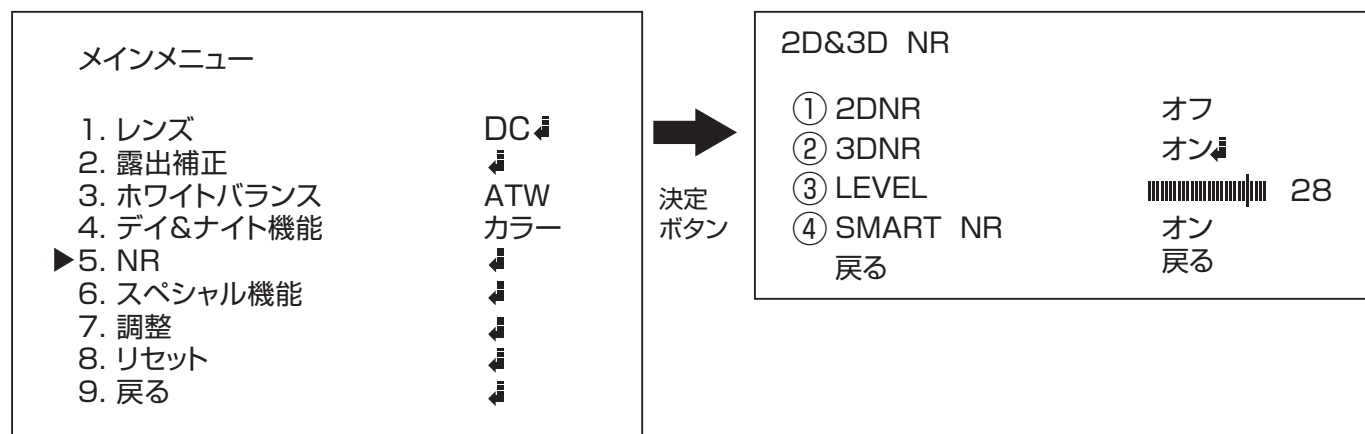 メインメニュー
1. レンズ DC
2. 露出補正
3. ホワイトバランス ATW
4. デイ&ナイト機能 カラー
▶5. NR
6. スペシャル機能
7. 調整
8. リセット
9. 戻る
決定
ボタン
2D&3D NR
① 2DNR オフ
② 3DNR オン
③ LEVEL 28
④ SMART NR オン
戻る 戻る